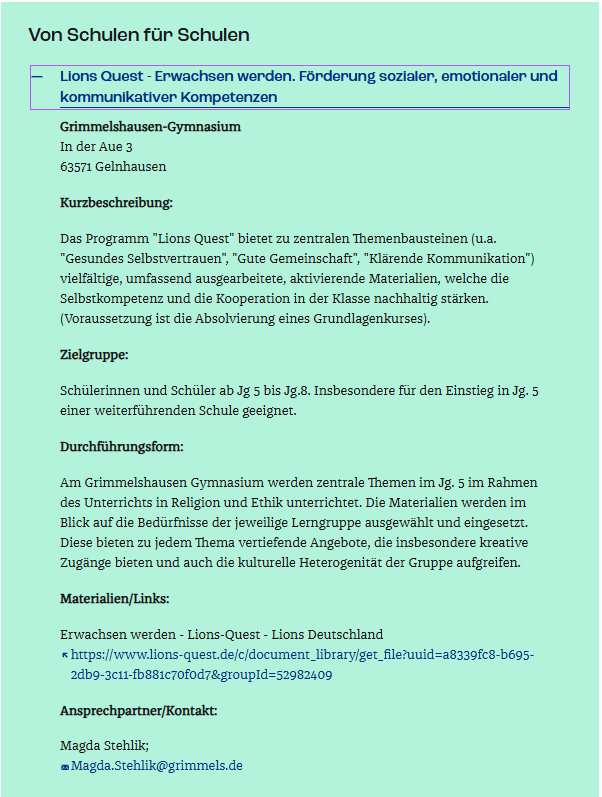 Von Schulen für Schulen
— Lions Quest - Erwachsen werden. Förderung sozialer, emotionaler und
kommunikativer Kompetenzen
Grimmelshausen-Gymnasium
In der Aue 3
63571 Gelnhausen
Kurzbeschreibung:
Das Programm "Lions Quest" bietet zu zentralen Themenbausteinen (u.a.
"Gesundes Selbstvertrauen", "Gute Gemeinschaft", "Klärende Kommunikation")
vielfältige, umfassend ausgearbeitete, aktivierende Materialien, welche die
Selbstkompetenz und die Kooperation in der Klasse nachhaltig stärken.
(Voraussetzung ist die Absolvierung eines Grundlagenkurses).
Zielgruppe:
Schülerinnen und Schüler ab Jg 5 bis Jg.8. Insbesondere für den Einstieg in Jg. 5
einer weiterführenden Schule geeignet.
Durchführungsform:
Am Grimmelshausen Gymnasium werden zentrale Themen im Jg. 5 im Rahmen
des Unterrichts in Religion und Ethik unterrichtet. Die Materialien werden im
Blick auf die Bedürfnisse der jeweilige Lerngruppe ausgewählt und eingesetzt.
Diese bieten zu jedem Thema vertiefende Angebote, die insbesondere kreative
Zugänge bieten und auch die kulturelle Heterogenität der Gruppe aufgreifen.
Materialien/Links:
Erwachsen werden - Lions-Quest - Lions Deutschland
https://www.lions-quest.de/c/document_library/get_file?uuid=a8339fc8-b695-
2db9-3c11-fb881c70f0d7&groupId=52982409
Ansprechpartner/Kontakt:
Magda Stehlik;
Magda.Stehlik@grimmels.de